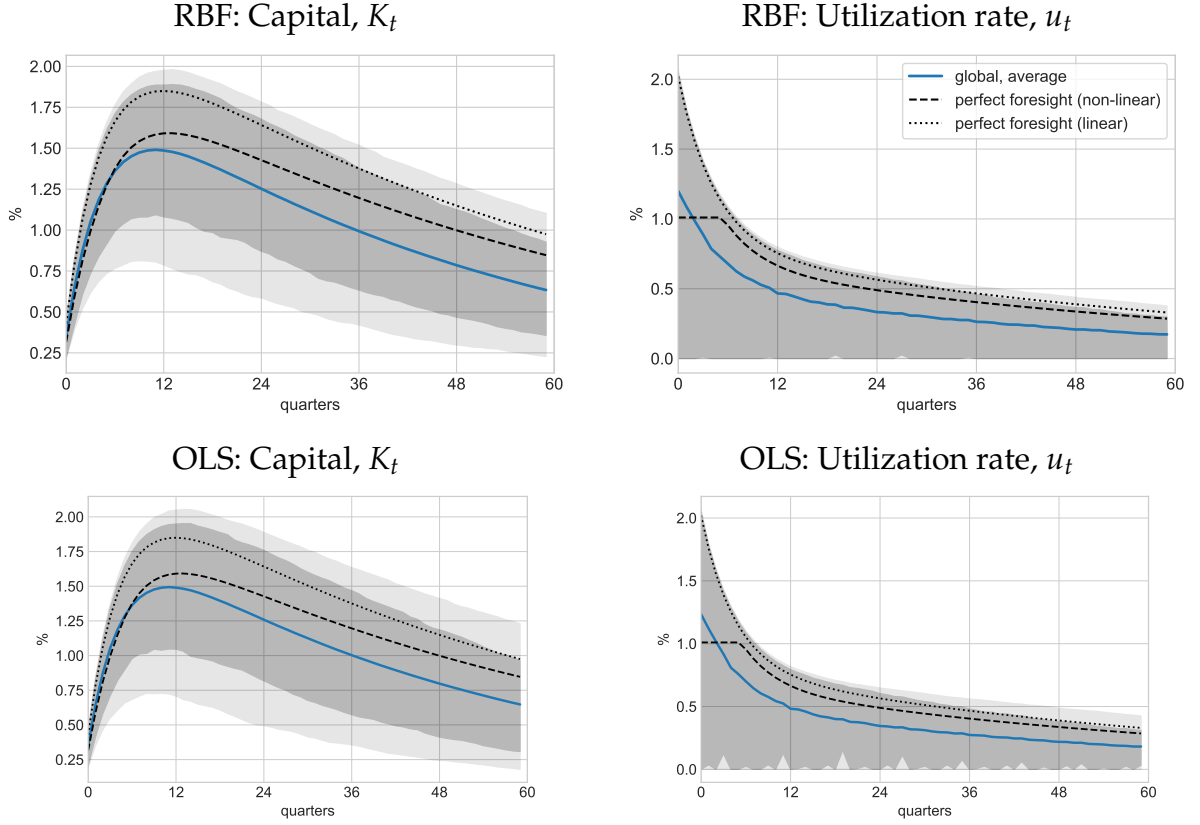 RBF: Capital, K_t
2.00
1.75
1.50
1.25
1.00
0.75
0.50
0.25
%
0 12 24 36 48 60
quarters
RBF: Utilization rate, u_t
2.0
1.5
1.0
0.5
0.0
%
global, average
perfect foresight (non-linear)
perfect foresight (linear)
0 12 24 36 48 60
quarters
OLS: Capital, K_t
2.00
1.75
1.50
1.25
1.00
0.75
0.50
0.25
%
0 12 24 36 48 60
quarters
OLS: Utilization rate, u_t
2.0
1.5
1.0
0.5
0.0
%
0 12 24 36 48 60
quarters